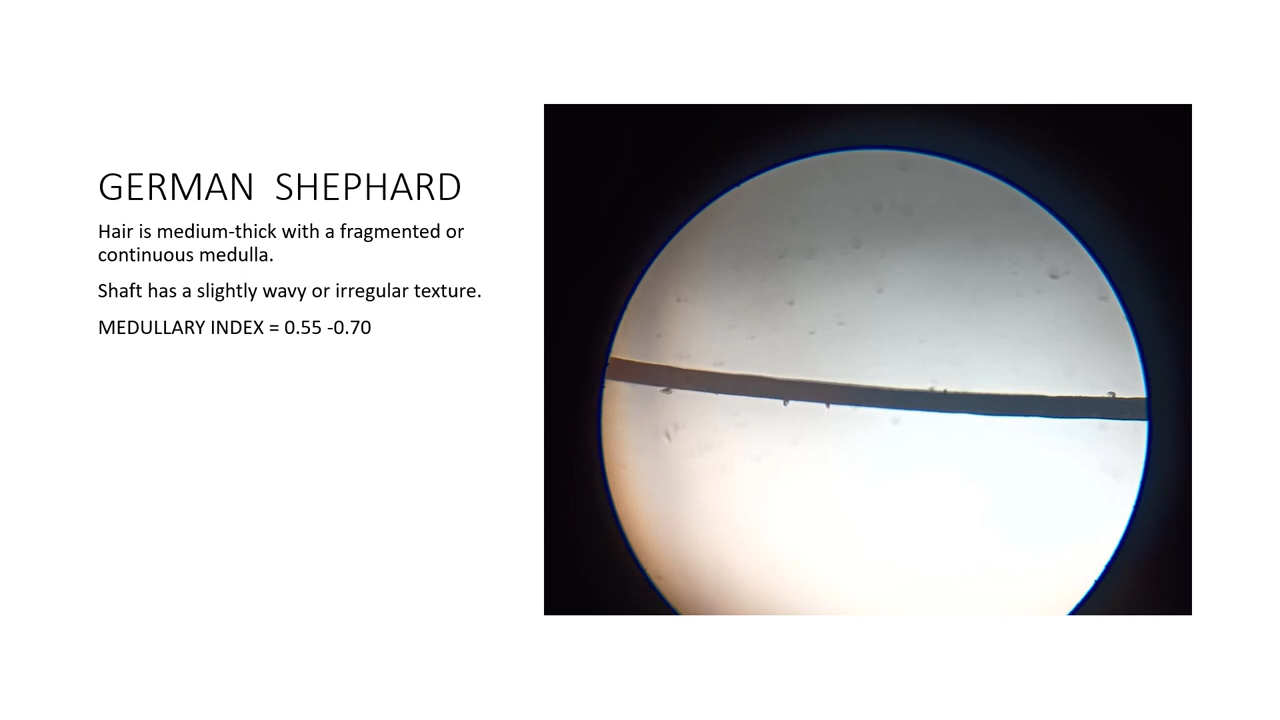 GERMAN  SHEPHARD
Hair is medium-thick with a fragmented or
continuous medulla.
Shaft has a slightly wavy or irregular texture.
MEDULLARY INDEX = 0.55 -0.70